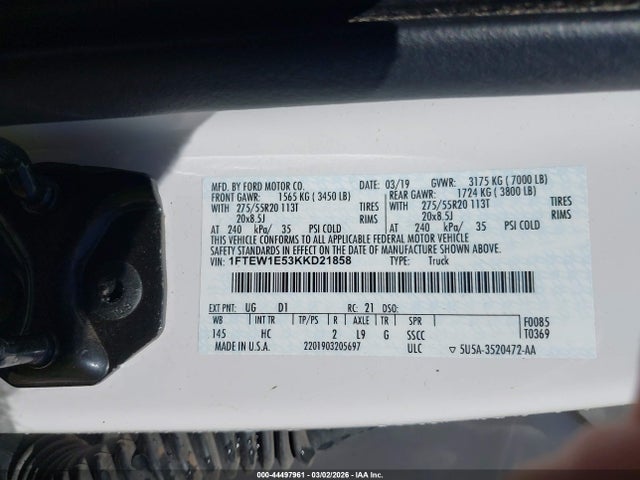 MFD. BY FORD MOTOR CO. DATE: 03/19 GVWR: 3175 KG ( 7000 LB)
FRONT GAWR: 1565 KG ( 3450 LB) REAR GAWR: 1724 KG ( 3800 LB)
WITH 275/55R20 113T TIRES WITH 275/55R20 113T TIRES
20x8.5J RIMS 20x8.5J RIMS
AT 240 kPa/ 35 PSI COLD AT 240 kPa/ 35 PSI COLD
THIS VEHICLE CONFORMS TO ALL APPLICABLE FEDERAL MOTOR VEHICLE
SAFETY STANDARDS IN EFFECT ON THE DATE OF MANUFACTURE SHOWN ABOVE.
VIN: 1FTEW1E53KKD21858 TYPE: Truck
EXT PNT: UG D1 RC: 21 DSO:
WB INT TR TP/PS R AXLE TR SPR F0085
145 HC 2 L9 G SSCC T0369
MADE IN U.S.A. 2201903205697 ULC ▽ 5U5A-3520472-AA
000-44497961 - 03/02/2026 - IAA Inc.